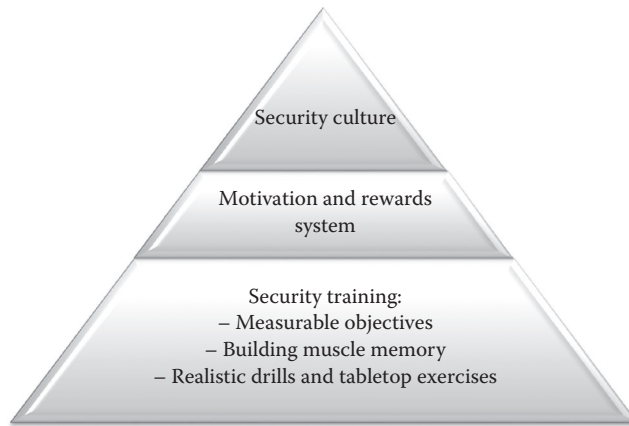 Security culture
Motivation and rewards
system
Security training:
– Measurable objectives
– Building muscle memory
– Realistic drills and tabletop exercises